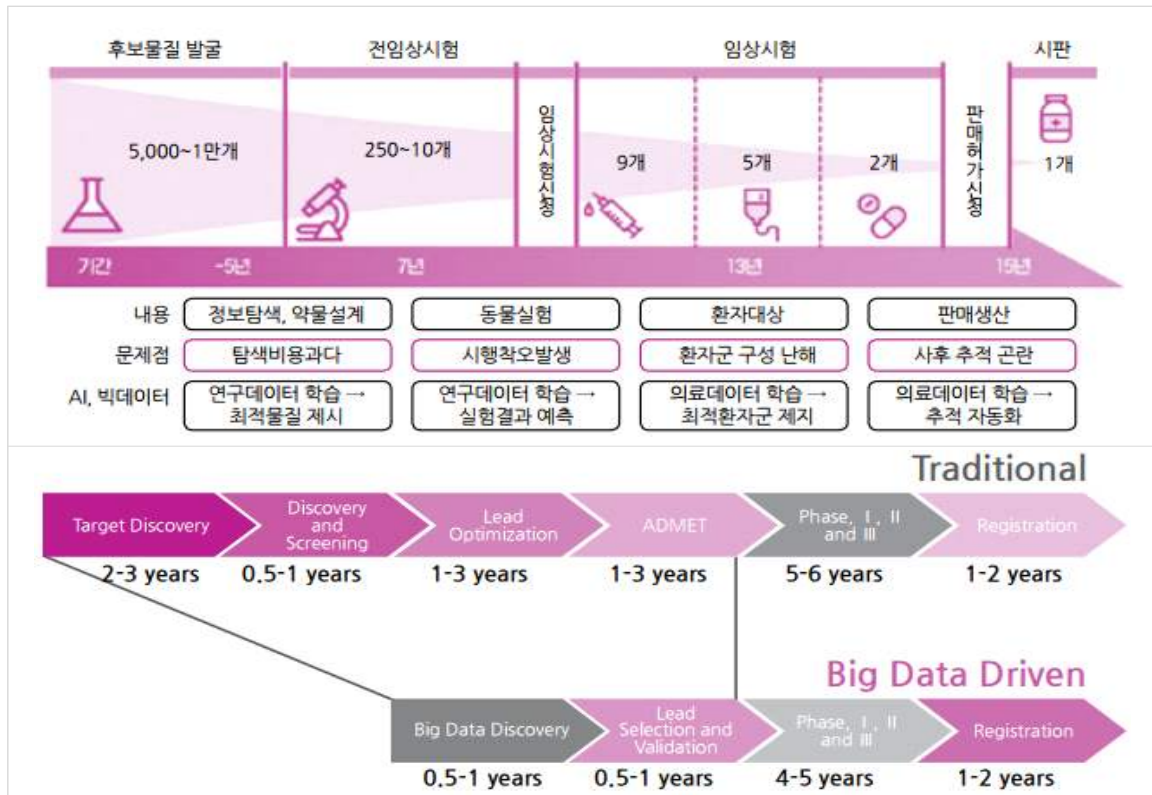 후보물질 발굴
전임상시험
임상시험
시판
5,000~1만개
250~10개
임상시험신청
9개
5개
2개
판매허가신청
1개
기간
~5년
7년
13년
15년
내용
정보탐색, 약물설계
동물실험
환자대상
판매생산
문제점
탐색비용과다
시행착오발생
환자군 구성 난해
사후 추적 곤란
AI, 빅데이터
연구데이터 학습 →
최적물질 제시
연구데이터 학습 →
실험결과 예측
의료데이터 학습 →
최적환자군 제지
의료데이터 학습 →
추적 자동화
Traditional
Target Discovery
Discovery
and
Screening
Lead
Optimization
ADMET
Phase, I, II
and III
Registration
2-3 years
0.5-1 years
1-3 years
1-3 years
5-6 years
1-2 years
Big Data Driven
Big Data Discovery
Lead
Selection and
Validation
Phase, I, II
and III
Registration
0.5-1 years
0.5-1 years
4-5 years
1-2 years